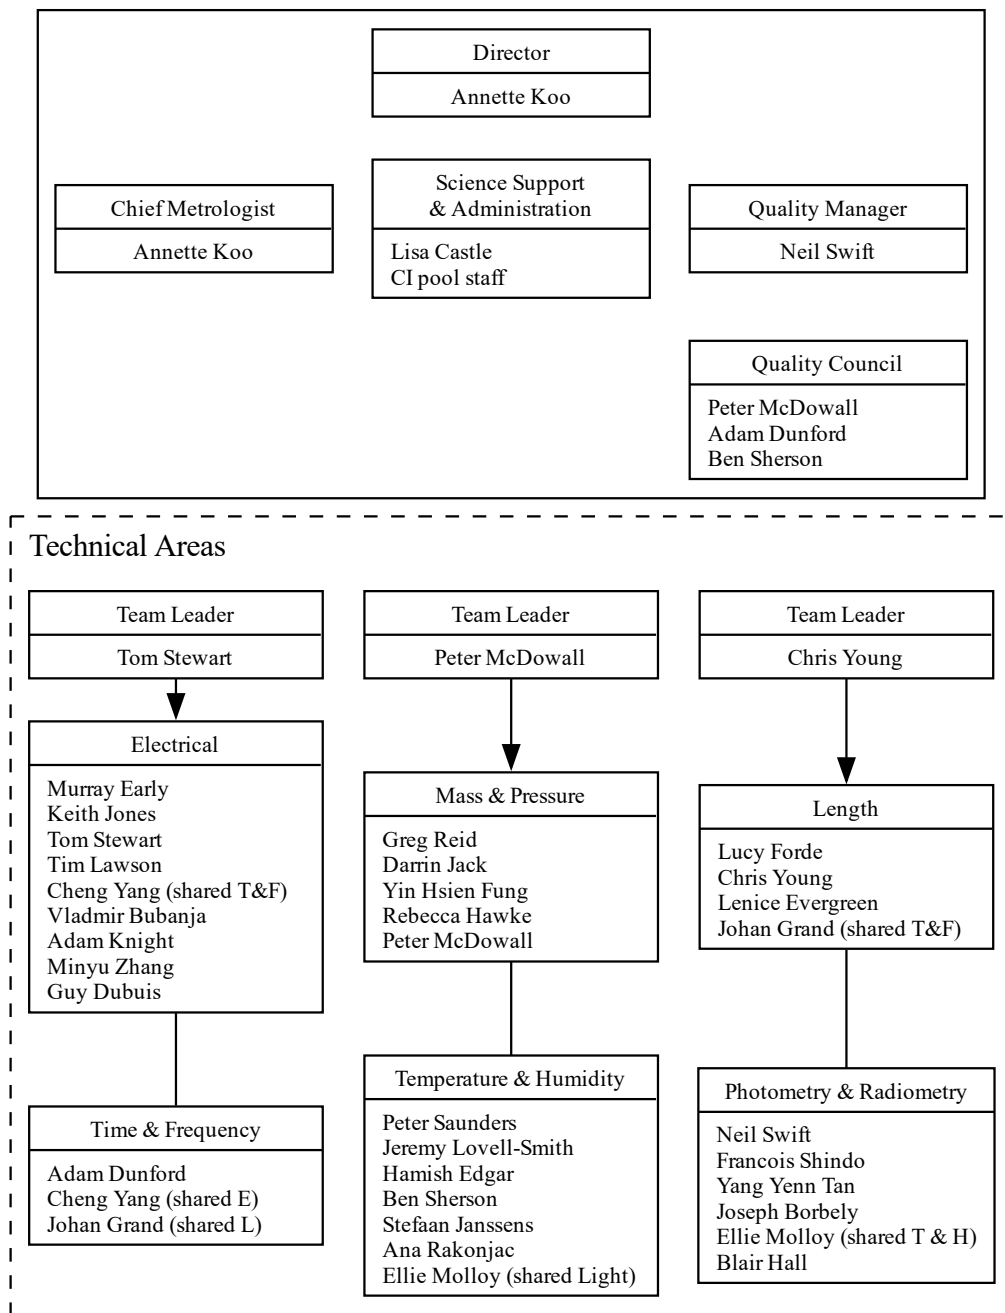 Director
Annette Koo
Science Support
& Administration
Lisa Castle
CI pool staff
Chief Metrologist
Annette Koo
Quality Manager
Neil Swift
Quality Council
Peter McDowall
Adam Dunford
Ben Sherson
Technical Areas
Team Leader
Tom Stewart
Electrical
Murray Early
Keith Jones
Tom Stewart
Tim Lawson
Cheng Yang (shared T&F)
Vladmir Bubanja
Adam Knight
Minyu Zhang
Guy Dubuis
Time & Frequency
Adam Dunford
Cheng Yang (shared E)
Johan Grand (shared L)
Team Leader
Peter McDowall
Mass & Pressure
Greg Reid
Darrin Jack
Yin Hsien Fung
Rebecca Hawke
Peter McDowall
Temperature & Humidity
Peter Saunders
Jeremy Lovell-Smith
Hamish Edgar
Ben Sherson
Stefaan Janssens
Ana Rakonjac
Ellie Molloy (shared Light)
Team Leader
Chris Young
Length
Lucy Forde
Chris Young
Lenice Evergreen
Johan Grand (shared T&F)
Photometry & Radiometry
Neil Swift
Francois Shindo
Yang Yenn Tan
Joseph Borbely
Ellie Molloy (shared T & H)
Blair Hall